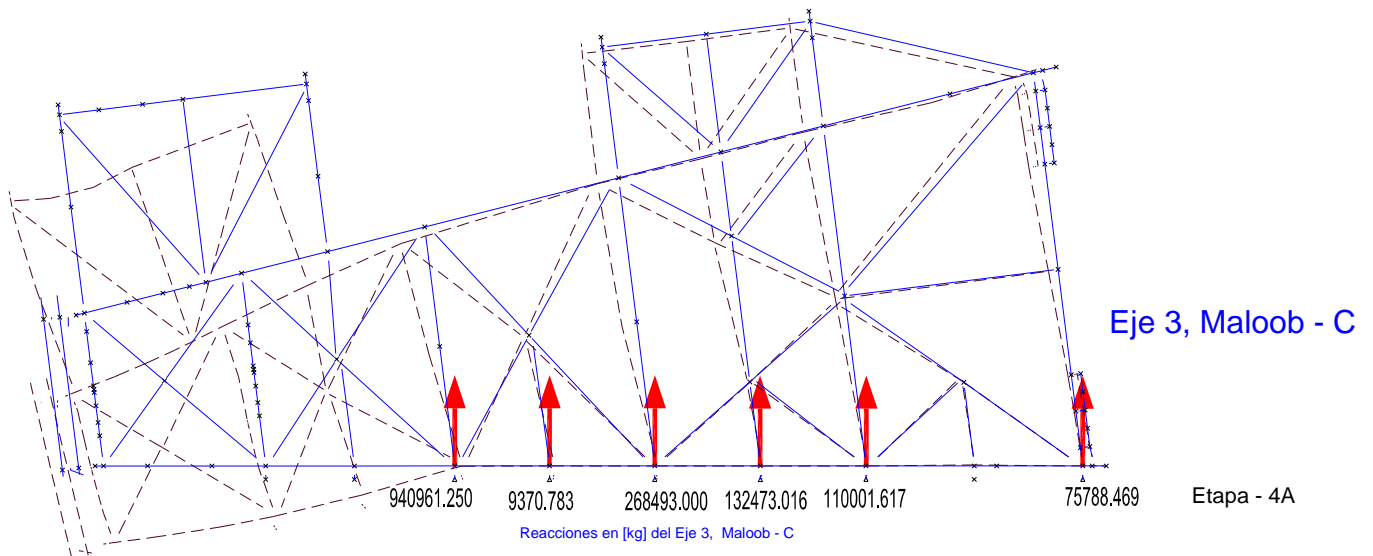 Eje 3, Maloob - C
940961.250 9370.783 268493.000 132473.016 110001.617 75788.469 Etapa - 4A
Reacciones en [kg] del Eje 3, Maloob - C